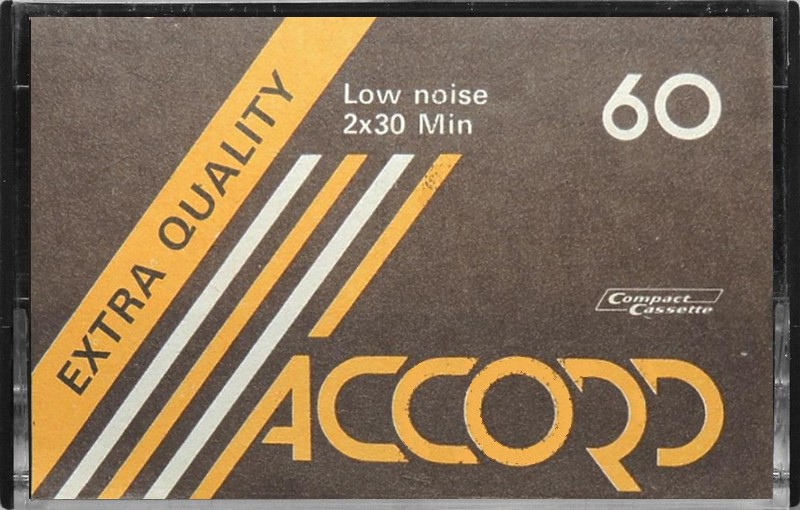 EXTRA QUALITY
Low noise
2x30 Min
60
Compact
Cassette
ACCORD